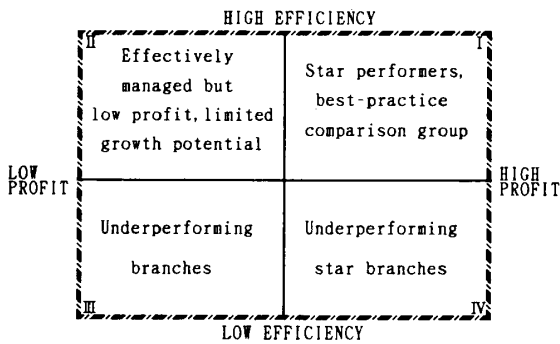 HIGH EFFICIENCY
II
I
Effectively
managed but
low profit, limited
growth potential
Star performers,
best-practice
comparison group
LOW
PROFIT
HIGH
PROFIT
Underperforming
branches
Underperforming
star branches
III
IV
LOW EFFICIENCY